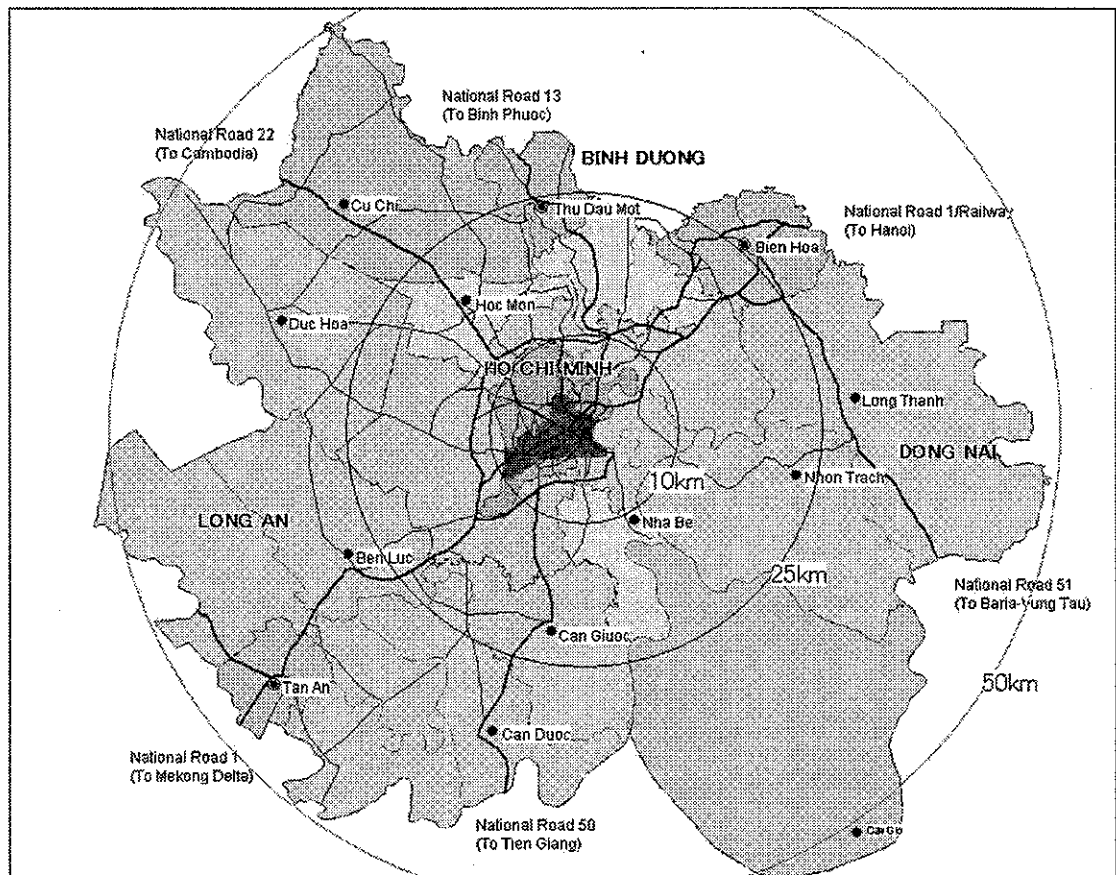 National Road 13
(To Binh Phuoc)
National Road 22
(To Cambodia)
BINH DUONG
Cu Chi
Thu Dau Mot
National Road 1/Railway
(To Hanoi)
Bien Hoa
Hoc Mon
Duc Hoa
HO CHI MINH
Long Thanh
DONG NAI
10km
Nhon Trach
LONG AN
Nha Be
Ben Luc
25km
National Road 51
(To Baria-Vung Tau)
Can Giuoc
50km
Tan An
Can Duoc
National Road 1
(To Mekong Delta)
National Road 50
(To Tien Giang)
Can Gio